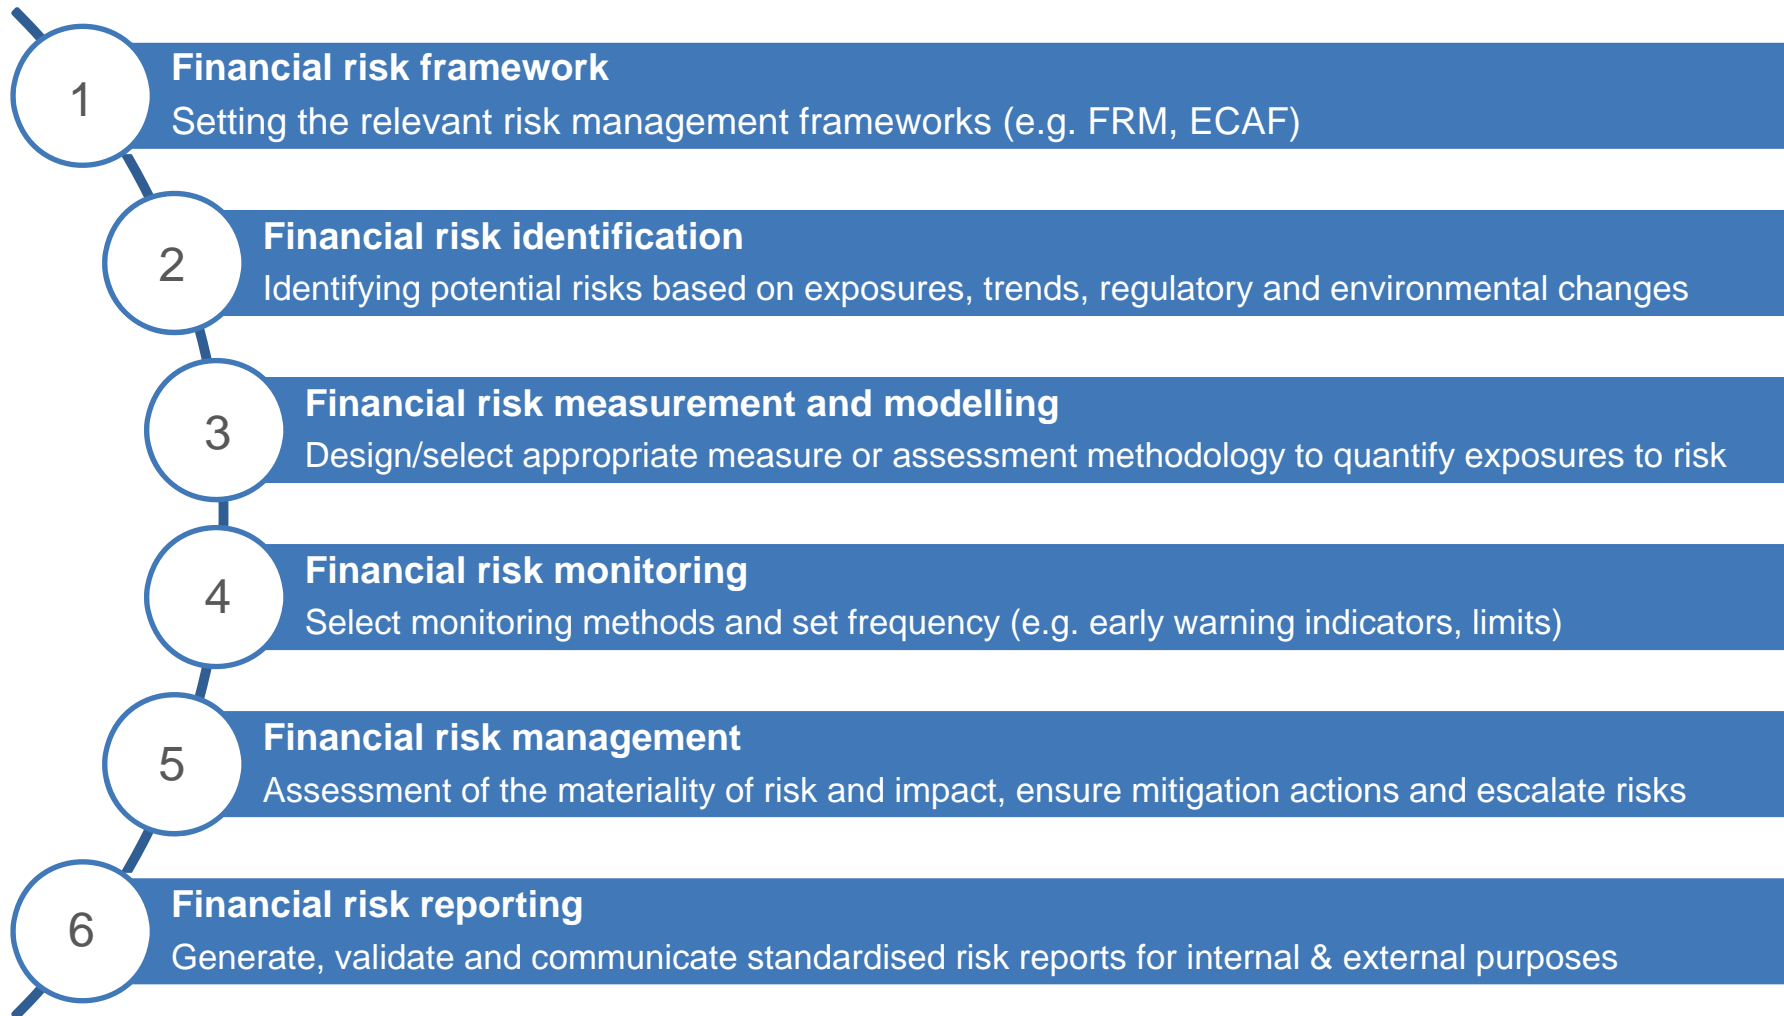 1
Financial risk framework
Setting the relevant risk management frameworks (e.g. FRM, ECAF)
2
Financial risk identification
Identifying potential risks based on exposures, trends, regulatory and environmental changes
3
Financial risk measurement and modelling
Design/select appropriate measure or assessment methodology to quantify exposures to risk
4
Financial risk monitoring
Select monitoring methods and set frequency (e.g. early warning indicators, limits)
5
Financial risk management
Assessment of the materiality of risk and impact, ensure mitigation actions and escalate risks
6
Financial risk reporting
Generate, validate and communicate standardised risk reports for internal & external purposes